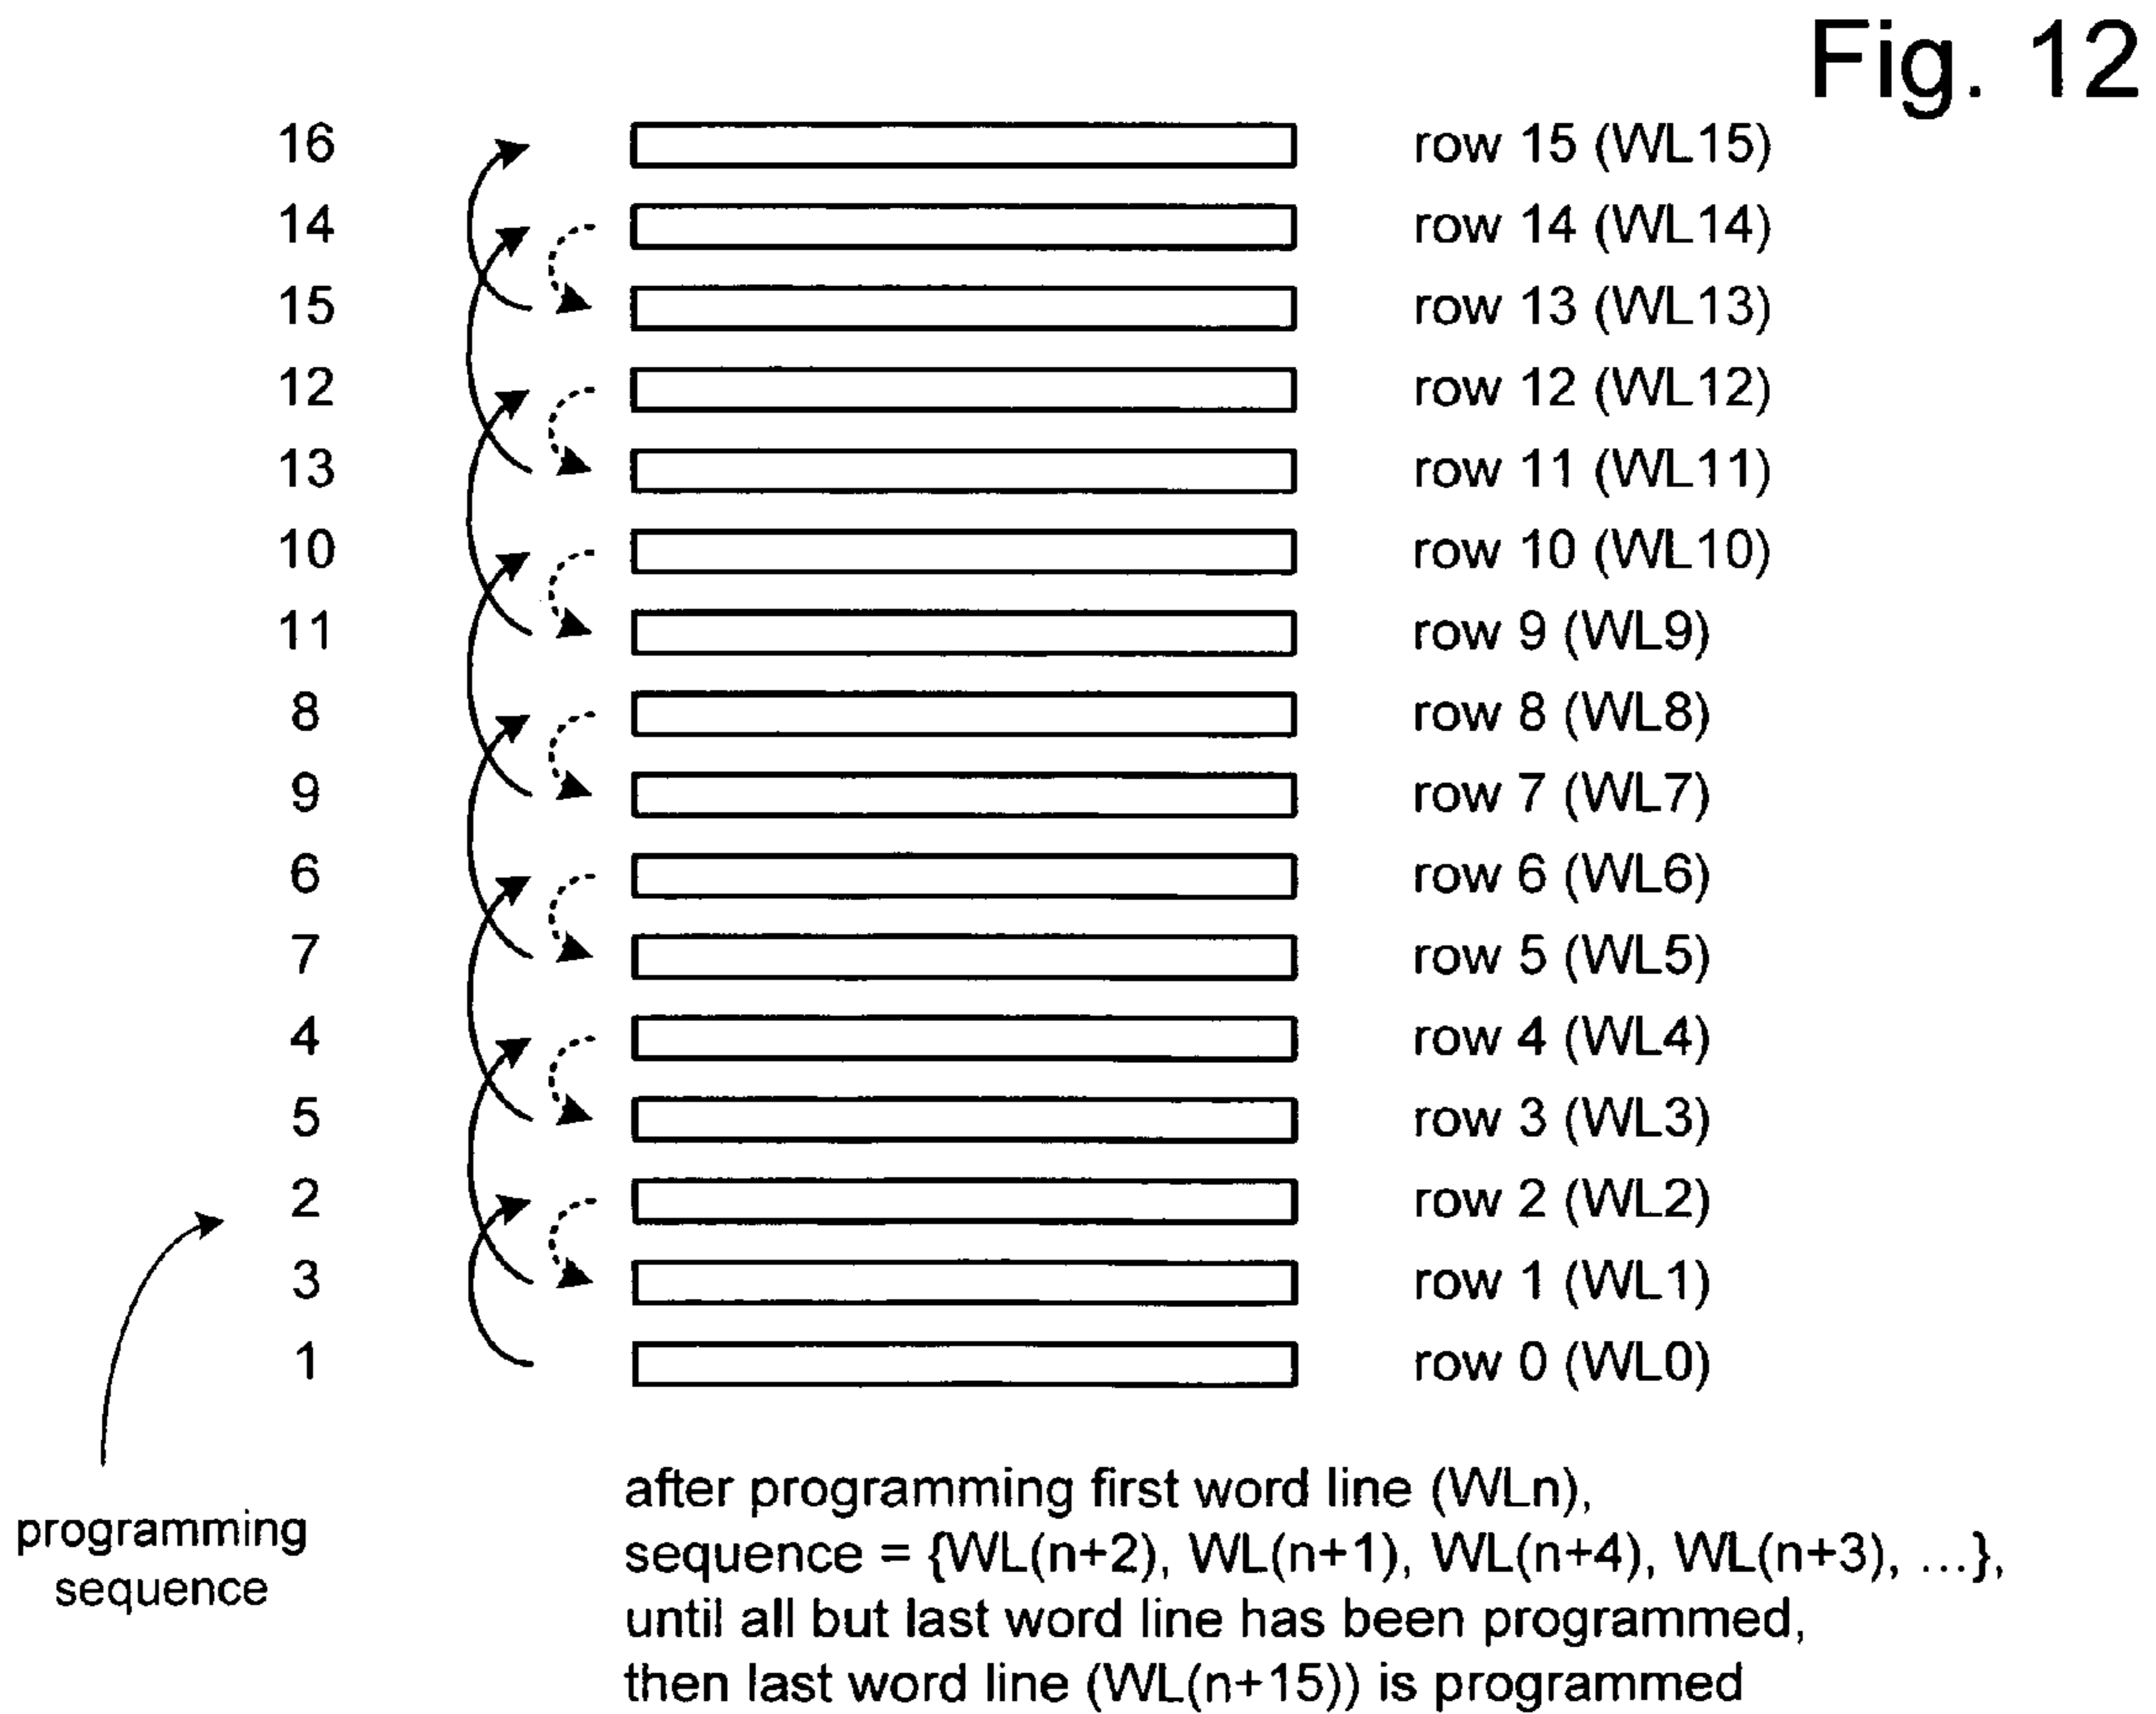 Fig. 12
16 row 15 (WL15)
14 row 14 (WL14)
15 row 13 (WL13)
12 row 12 (WL12)
13 row 11 (WL11)
10 row 10 (WL10)
11 row 9 (WL9)
8 row 8 (WL8)
9 row 7 (WL7)
6 row 6 (WL6)
7 row 5 (WL5)
4 row 4 (WL4)
5 row 3 (WL3)
2 row 2 (WL2)
3 row 1 (WL1)
1 row 0 (WL0)
programming
sequence
after programming first word line (WLn),
sequence = {WL(n+2), WL(n+1), WL(n+4), WL(n+3), ...},
until all but last word line has been programmed,
then last word line (WL(n+15)) is programmed